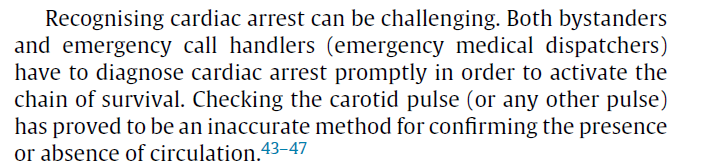 Recognising cardiac arrest can be challenging. Both bystanders
and emergency call handlers (emergency medical dispatchers)
have to diagnose cardiac arrest promptly in order to activate the
chain of survival. Checking the carotid pulse (or any other pulse)
has proved to be an inaccurate method for confirming the presence
or absence of circulation.43–47